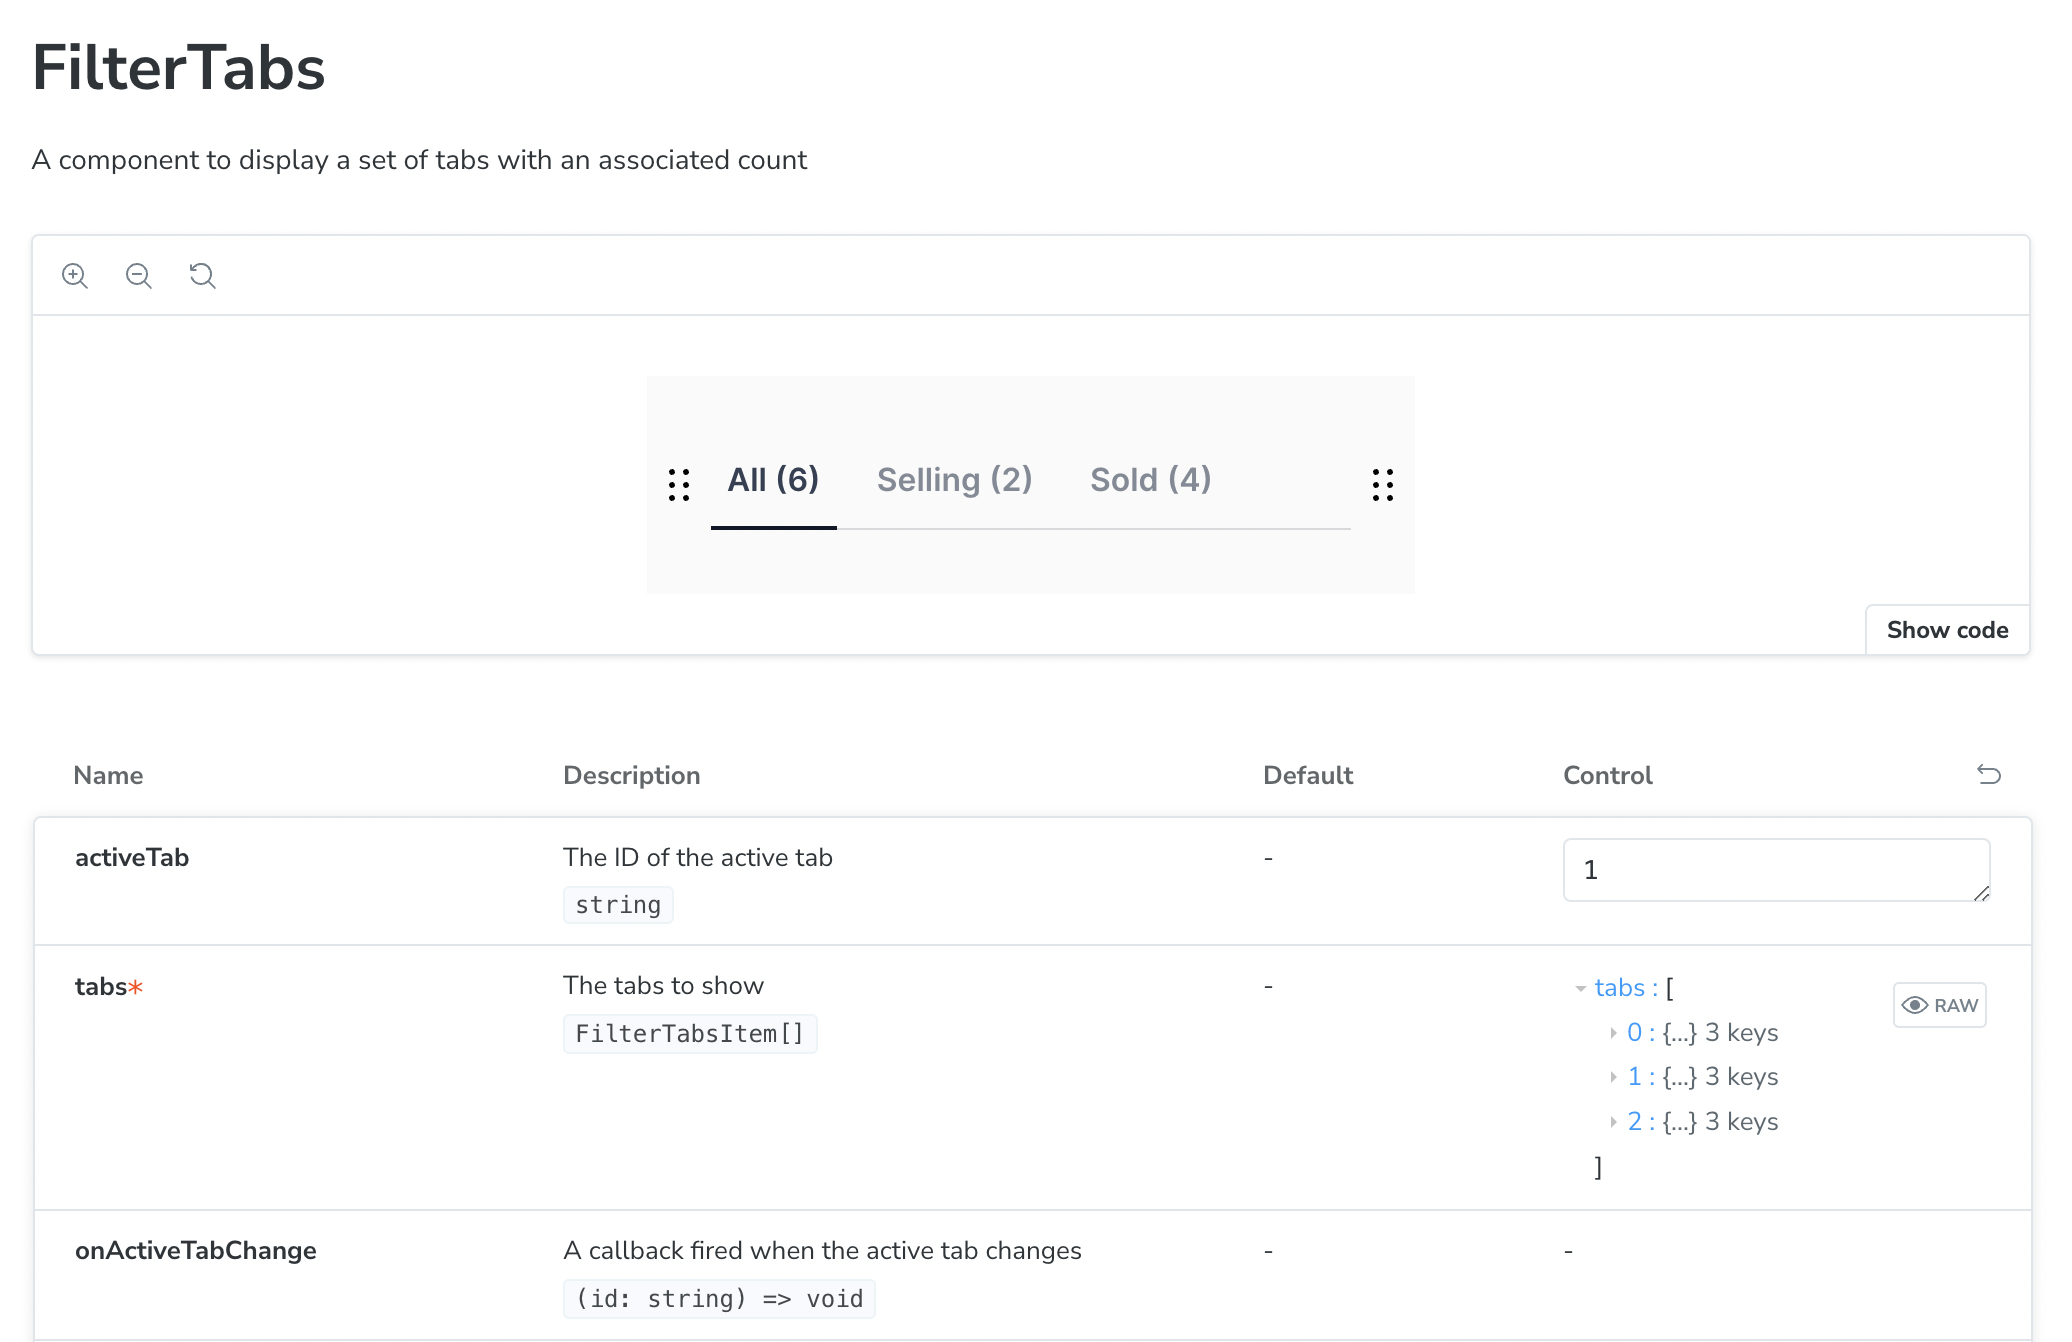 FilterTabs
A component to display a set of tabs with an associated count
All (6) Selling (2) Sold (4)
Show code
Name Description Default Control
activeTab The ID of the active tab - 1
string
tabs* The tabs to show - tabs : [
RAW
FilterTabsItem[] 0 : {...} 3 keys
1 : {...} 3 keys
2 : {...} 3 keys
]
onActiveTabChange A callback fired when the active tab changes - -
(id: string) => void